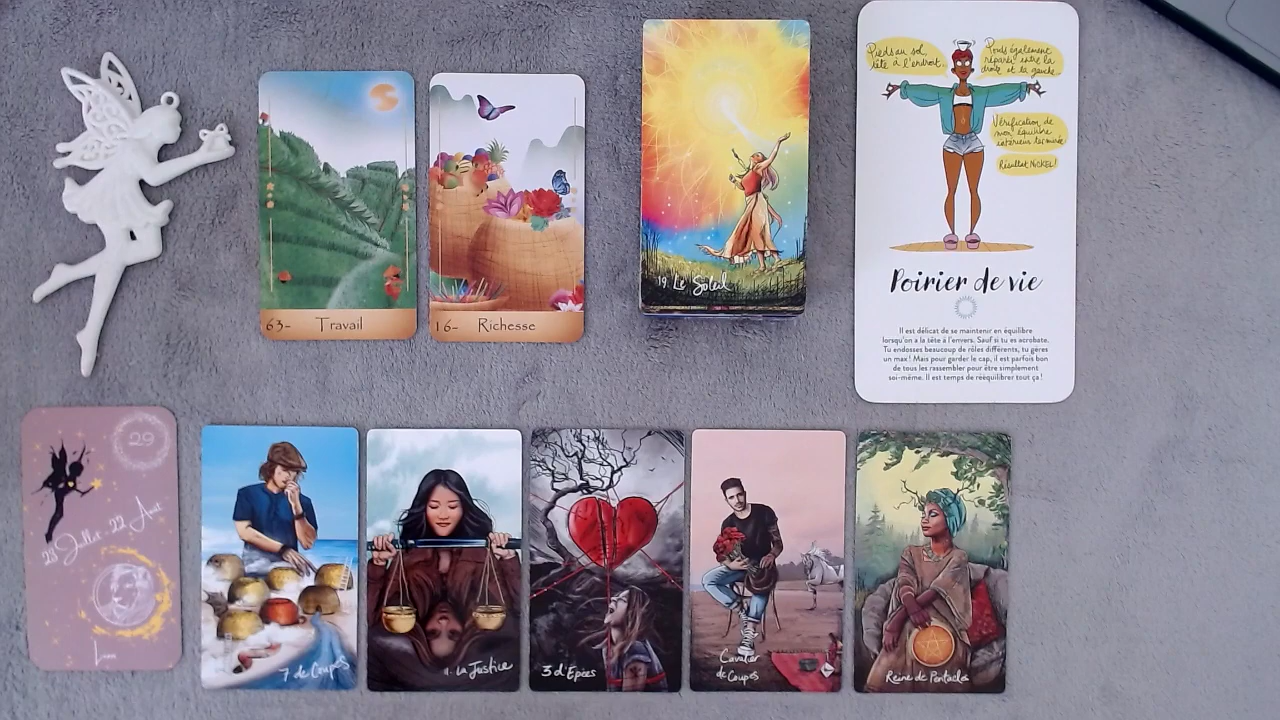 63- Travail
16- Richesse
19. Le Soleil
Pieds au sol,
tête à l'endroit.
Poids également
répartis entre la
droite et la gauche.
Vérification de
mon équilibre
intérieur terminée.
Résultat NICKEL!
Poirier de vie
Il est délicat de se maintenir en équilibre
lorsqu'on a la tête à l'envers. Sauf si tu es acrobate.
Tu endosses beaucoup de rôles différents, tu gères
un max! Mais pour garder le cap, il est parfois bon
de tous les rassembler pour être simplement
soi-même. Il est temps de rééquilibrer tout ça!
29
23 Juillet - 22 Août
Lion
7 de Coupes
11. La Justice
3 d'Epées
Cavalier
de Coupes
Reine de Pentacles